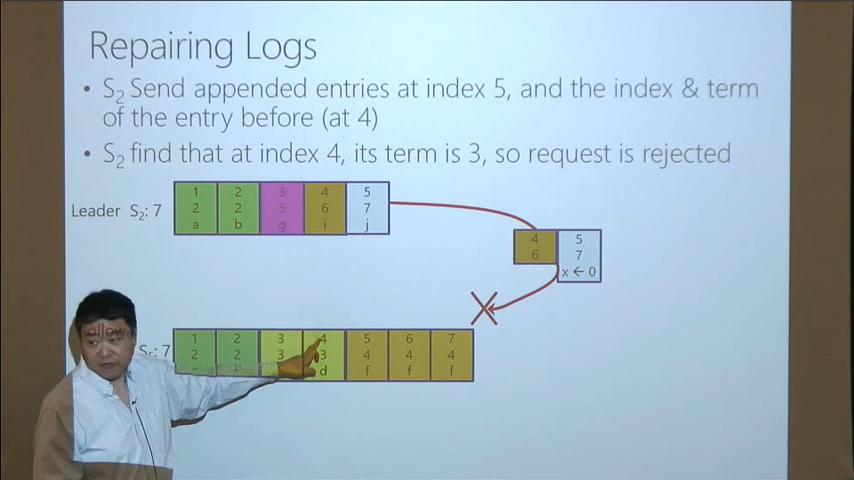 Repairing Logs
• S2 Send appended entries at index 5, and the index & term
of the entry before (at 4)
• S2 find that at index 4, its term is 3, so request is rejected
Leader S2: 7
1 2 3 4 5
2 2 5 6 7
a b g i j
4 5
6 7
x ← 0
: 7
1 2 3 4 5 6 7
2 2 3 3 4 4 4
b d f f f